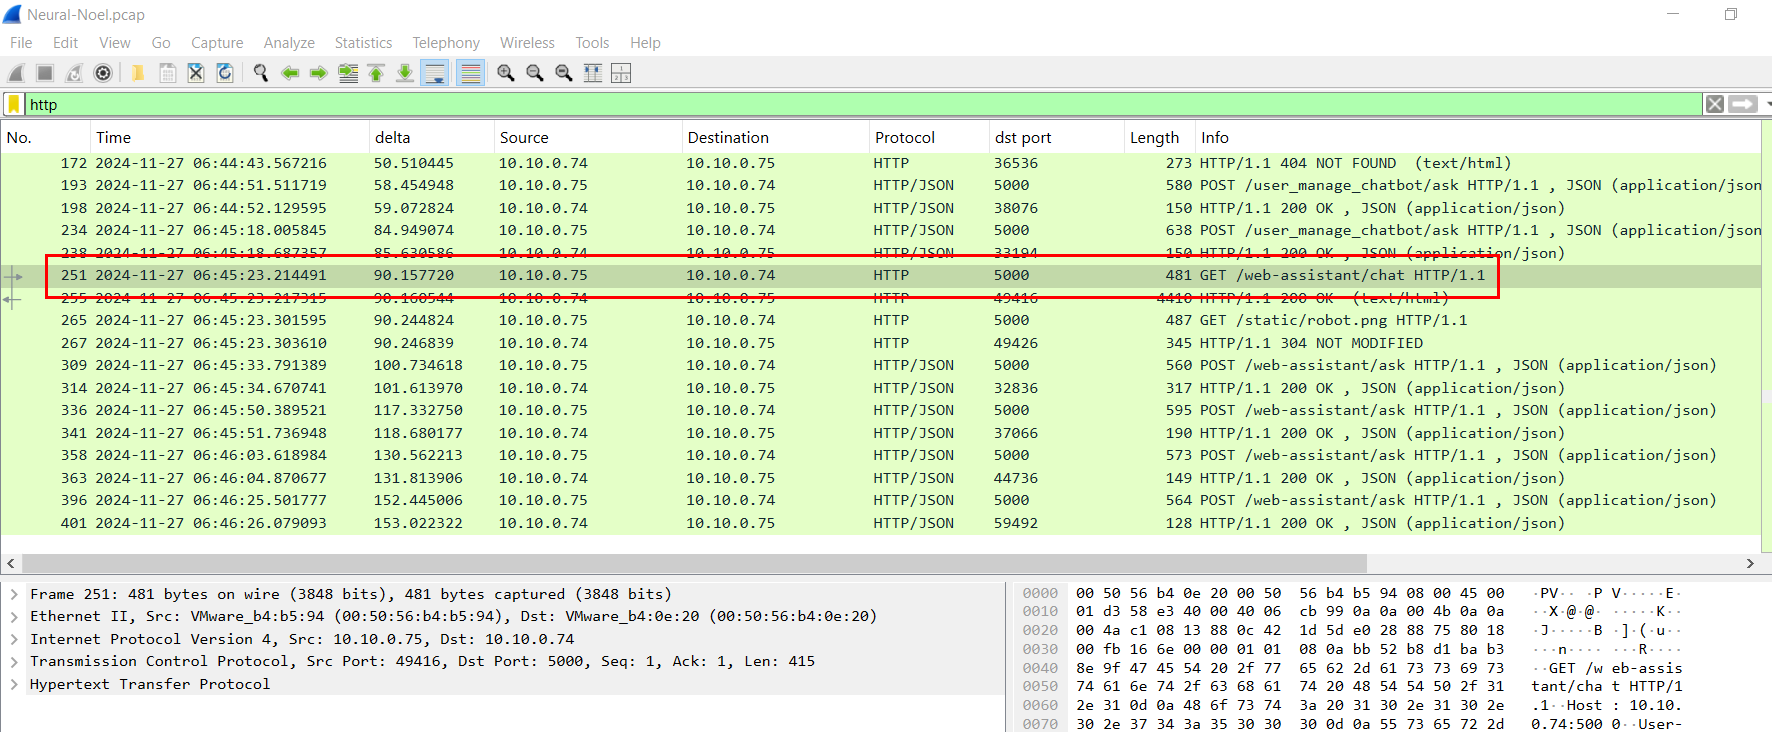 Neural-Noel.pcap
File Edit View Go Capture Analyze Statistics Telephony Wireless Tools Help
http
No. Time delta Source Destination Protocol dst port Length Info
172 2024-11-27 06:44:43.567216 50.510445 10.10.0.74 10.10.0.75 HTTP 36536 273 HTTP/1.1 404 NOT FOUND (text/html)
193 2024-11-27 06:44:51.511719 58.454948 10.10.0.75 10.10.0.74 HTTP/JSON 5000 580 POST /user_manage_chatbot/ask HTTP/1.1 , JSON (application/json
198 2024-11-27 06:44:52.129595 59.072824 10.10.0.74 10.10.0.75 HTTP/JSON 38076 150 HTTP/1.1 200 OK , JSON (application/json)
234 2024-11-27 06:45:18.005845 84.949074 10.10.0.75 10.10.0.74 HTTP/JSON 5000 638 POST /user_manage_chatbot/ask HTTP/1.1 , JSON (application/json
238 2024-11-27 06:45:18.687357 85.630586 10.10.0.74 10.10.0.75 HTTP/JSON 33194 150 HTTP/1.1 200 OK , JSON (application/json)
251 2024-11-27 06:45:23.214491 90.157720 10.10.0.75 10.10.0.74 HTTP 5000 481 GET /web-assistant/chat HTTP/1.1
255 2024-11-27 06:45:23.217315 90.160544 10.10.0.74 10.10.0.75 HTTP 49416 4410 HTTP/1.1 200 OK (text/html)
265 2024-11-27 06:45:23.301595 90.244824 10.10.0.75 10.10.0.74 HTTP 5000 487 GET /static/robot.png HTTP/1.1
267 2024-11-27 06:45:23.303610 90.246839 10.10.0.74 10.10.0.75 HTTP 49426 345 HTTP/1.1 304 NOT MODIFIED
309 2024-11-27 06:45:33.791389 100.734618 10.10.0.75 10.10.0.74 HTTP/JSON 5000 560 POST /web-assistant/ask HTTP/1.1 , JSON (application/json)
314 2024-11-27 06:45:34.670741 101.613970 10.10.0.74 10.10.0.75 HTTP/JSON 32836 317 HTTP/1.1 200 OK , JSON (application/json)
336 2024-11-27 06:45:50.389521 117.332750 10.10.0.75 10.10.0.74 HTTP/JSON 5000 595 POST /web-assistant/ask HTTP/1.1 , JSON (application/json)
341 2024-11-27 06:45:51.736948 118.680177 10.10.0.74 10.10.0.75 HTTP/JSON 37066 190 HTTP/1.1 200 OK , JSON (application/json)
358 2024-11-27 06:46:03.618984 130.562213 10.10.0.75 10.10.0.74 HTTP/JSON 5000 573 POST /web-assistant/ask HTTP/1.1 , JSON (application/json)
363 2024-11-27 06:46:04.870677 131.813906 10.10.0.74 10.10.0.75 HTTP/JSON 44736 149 HTTP/1.1 200 OK , JSON (application/json)
396 2024-11-27 06:46:25.501777 152.445006 10.10.0.75 10.10.0.74 HTTP/JSON 5000 564 POST /web-assistant/ask HTTP/1.1 , JSON (application/json)
401 2024-11-27 06:46:26.079093 153.022322 10.10.0.74 10.10.0.75 HTTP/JSON 59492 128 HTTP/1.1 200 OK , JSON (application/json)
Frame 251: 481 bytes on wire (3848 bits), 481 bytes captured (3848 bits)
Ethernet II, Src: VMware_b4:b5:94 (00:50:56:b4:b5:94), Dst: VMware_b4:0e:20 (00:50:56:b4:0e:20)
Internet Protocol Version 4, Src: 10.10.0.75, Dst: 10.10.0.74
Transmission Control Protocol, Src Port: 49416, Dst Port: 5000, Seq: 1, Ack: 1, Len: 415
Hypertext Transfer Protocol
0000 00 50 56 b4 0e 20 00 50 56 b4 b5 94 08 00 45 00 ·PV·· ·P V·····E·
0010 01 d3 58 e3 40 00 40 06 cb 99 0a 0a 00 4b 0a 0a ··X·@·@· ·····K··
0020 00 4a c1 08 13 88 0c 42 1d 5d e0 28 88 75 80 18 ·J·····B ·]·(·u··
0030 00 fb 16 6e 00 00 01 01 08 0a bb 52 b8 d1 ba b3 ···n···· ···R····
0040 8e 9f 47 45 54 20 2f 77 65 62 2d 61 73 73 69 73 ··GET /w eb-assis
0050 74 61 6e 74 2f 63 68 61 74 20 48 54 54 50 2f 31 tant/cha t HTTP/1
0060 2e 31 0d 0a 48 6f 73 74 3a 20 31 30 2e 31 30 2e .1··Host : 10.10.
0070 30 2e 37 34 3a 35 30 30 30 0d 0a 55 73 65 72 2d 0.74:500 0··User-